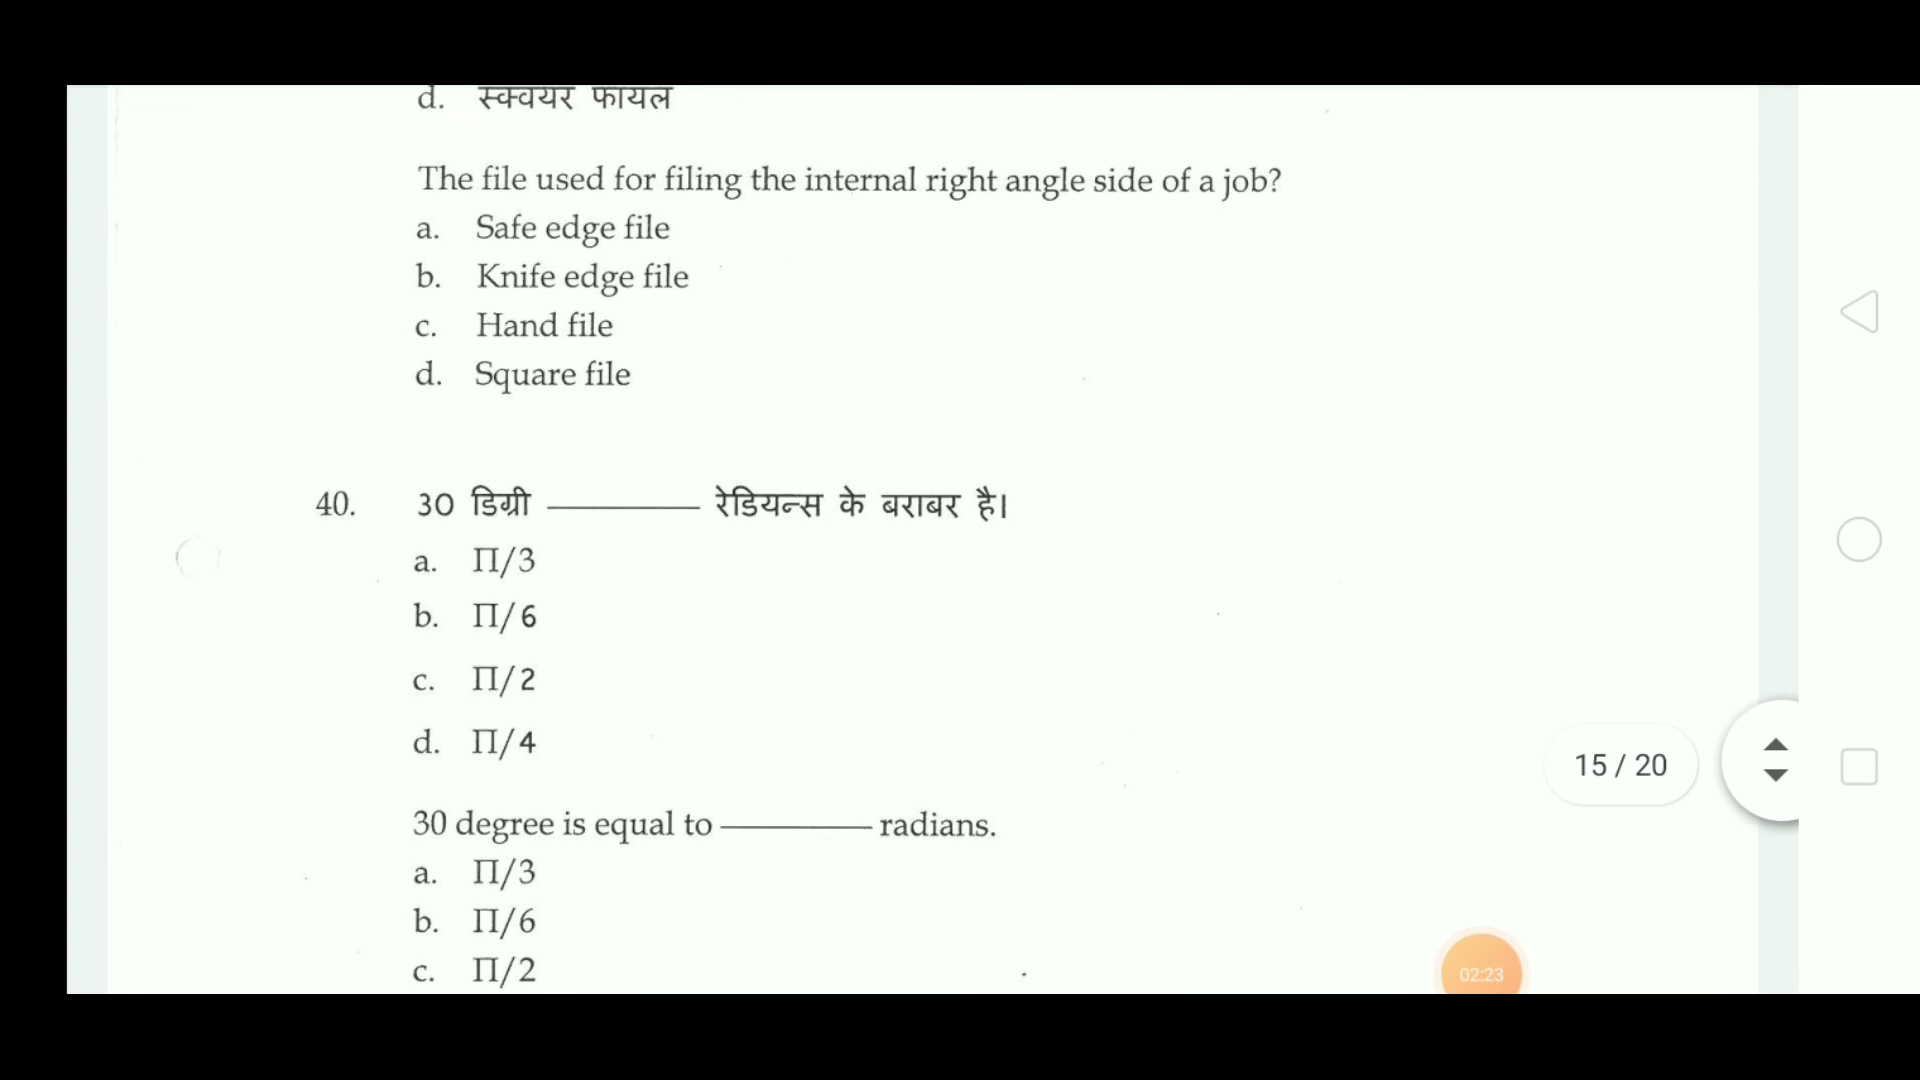 d. स्क्वयर फायल
The file used for filing the internal right angle side of a job?
a. Safe edge file
b. Knife edge file
c. Hand file
d. Square file
40. 30 डिग्री ________ रेडियन्स के बराबर है।
a. Π/3
b. Π/6
c. Π/2
d. Π/4
15 / 20
30 degree is equal to ________ radians.
a. Π/3
b. Π/6
c. Π/2
02:23